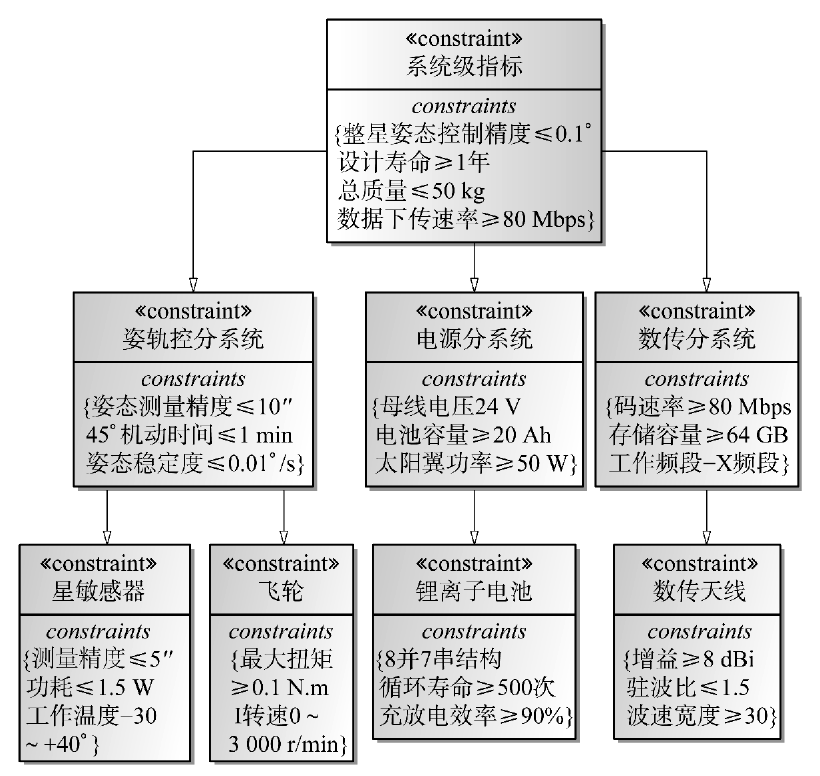 «constraint»
系统级指标
constraints
{整星姿态控制精度≤0.1°
设计寿命≥1年
总质量≤50 kg
数据下传速率≥80 Mbps}
«constraint»
姿轨控分系统
constraints
{姿态测量精度≤10″
45°机动时间≤1 min
姿态稳定度≤0.01°/s}
«constraint»
电源分系统
constraints
{母线电压24 V
电池容量≥20 Ah
太阳翼功率≥50 W}
«constraint»
数传分系统
constraints
{码速率≥80 Mbps
存储容量≥64 GB
工作频段−X频段}
«constraint»
星敏感器
constraints
{测量精度≤5″
功耗≤1.5 W
工作温度−30
~ +40°}
«constraint»
飞轮
constraints
{最大扭矩
≥0.1 N.m
I转速0 ~
3 000 r/min}
«constraint»
锂离子电池
constraints
{8并7串结构
循环寿命≥500次
充放电效率≥90%}
«constraint»
数传天线
constraints
{增益≥8 dBi
驻波比≤1.5
波速宽度≥30}